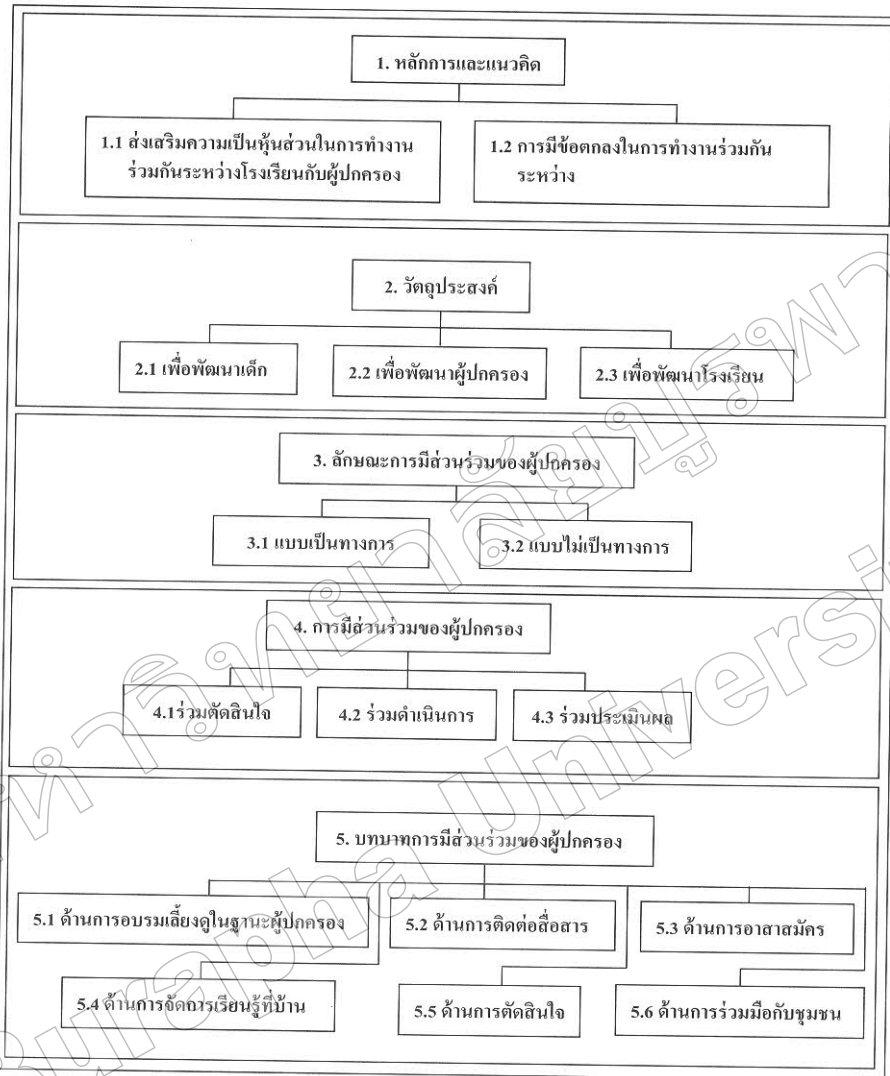 1. หลักการและแนวคิด
1.1 ส่งเสริมความเป็นหุ้นส่วนในการทำงาน
ร่วมกันระหว่างโรงเรียนกับผู้ปกครอง
1.2 การมีข้อตกลงในการทำงานร่วมกัน
ระหว่าง
2. วัตถุประสงค์
2.1 เพื่อพัฒนาเด็ก
2.2 เพื่อพัฒนาผู้ปกครอง
2.3 เพื่อพัฒนาโรงเรียน
3. ลักษณะการมีส่วนร่วมของผู้ปกครอง
3.1 แบบเป็นทางการ
3.2 แบบไม่เป็นทางการ
4. การมีส่วนร่วมของผู้ปกครอง
4.1ร่วมตัดสินใจ
4.2 ร่วมดำเนินการ
4.3 ร่วมประเมินผล
5. บทบาทการมีส่วนร่วมของผู้ปกครอง
5.1 ด้านการอบรมเลี้ยงดูในฐานะผู้ปกครอง
5.2 ด้านการติดต่อสื่อสาร
5.3 ด้านการอาสาสมัคร
5.4 ด้านการจัดการเรียนรู้ที่บ้าน
5.5 ด้านการตัดสินใจ
5.6 ด้านการร่วมมือกับชุมชน
Burapha University